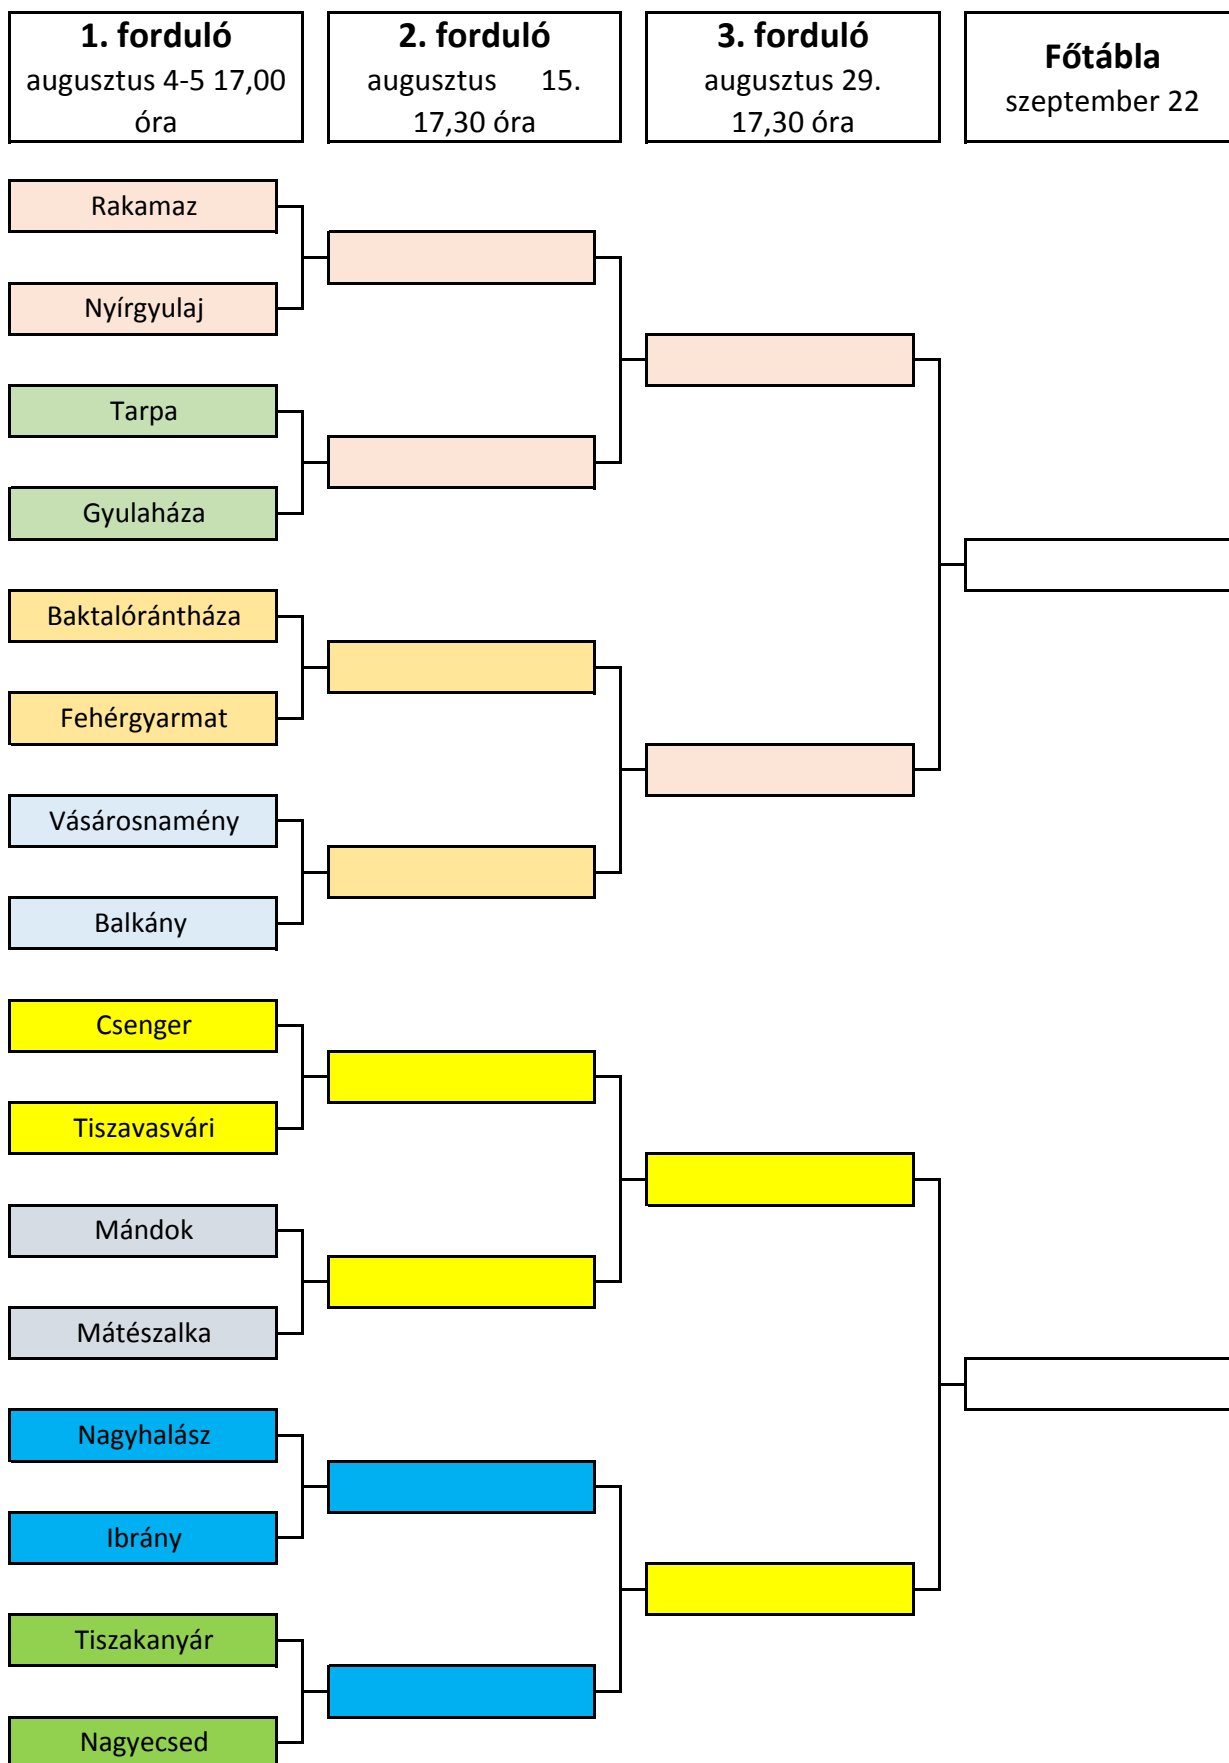 1. forduló
augusztus 4-5 17,00
óra
2. forduló
augusztus 15.
17,30 óra
3. forduló
augusztus 29.
17,30 óra
Főtábla
szeptember 22
Rakamaz
Nyírgyulaj
Tarpa
Gyulaháza
Baktalórántháza
Fehérgyarmat
Vásárosnamény
Balkány
Csenger
Tiszavasvári
Mándok
Mátészalka
Nagyhalász
Ibrány
Tiszakanyár
Nagyecsed